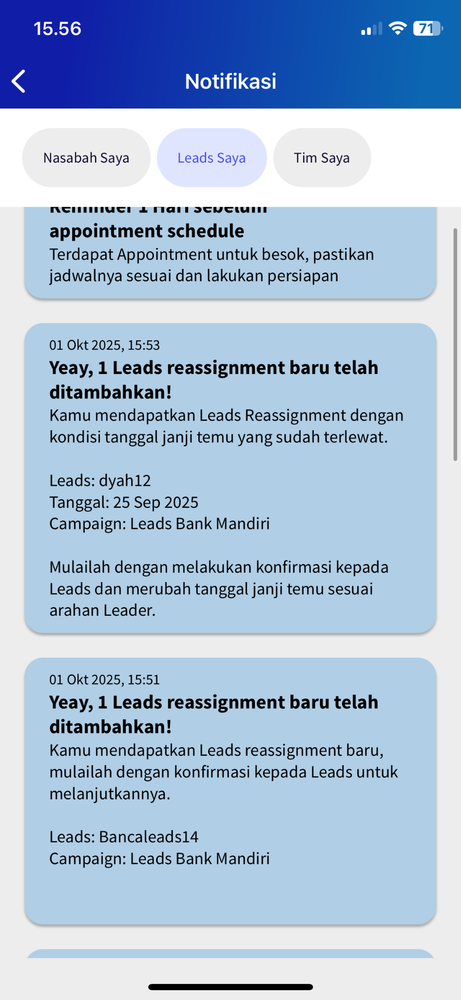 15.56
71
Notifikasi
Nasabah Saya
Leads Saya
Tim Saya
Reminder 1 Hari sebelum
appointment schedule
Terdapat Appointment untuk besok, pastikan
jadwalnya sesuai dan lakukan persiapan
01 Okt 2025, 15:53
Yeay, 1 Leads reassignment baru telah
ditambahkan!
Kamu mendapatkan Leads Reassignment dengan
kondisi tanggal janji temu yang sudah terlewat.
Leads: dyah12
Tanggal: 25 Sep 2025
Campaign: Leads Bank Mandiri
Mulailah dengan melakukan konfirmasi kepada
Leads dan merubah tanggal janji temu sesuai
arahan Leader.
01 Okt 2025, 15:51
Yeay, 1 Leads reassignment baru telah
ditambahkan!
Kamu mendapatkan Leads reassignment baru,
mulailah dengan konfirmasi kepada Leads untuk
melanjutkannya.
Leads: Bancaleads14
Campaign: Leads Bank Mandiri